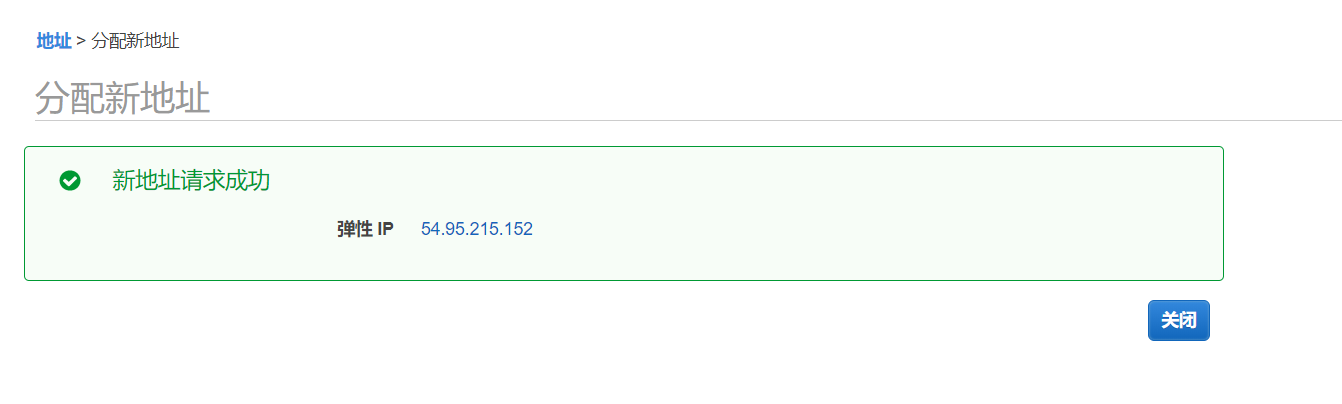 地址 > 分配新地址
分配新地址
新地址请求成功
弹性 IP 54.95.215.152
关闭